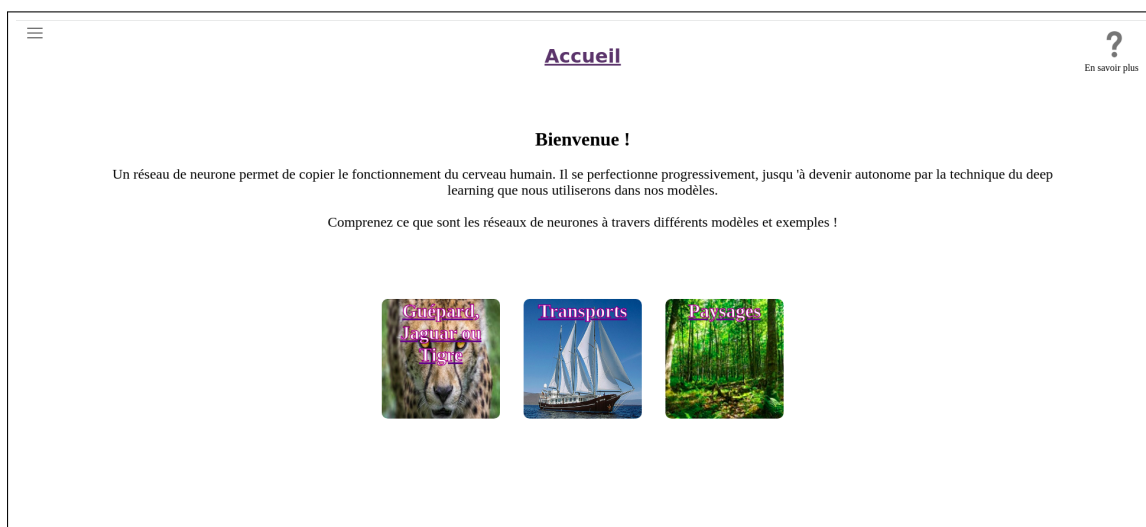 Accueil
En savoir plus
Bienvenue !
Un réseau de neurone permet de copier le fonctionnement du cerveau humain. Il se perfectionne progressivement, jusqu 'à devenir autonome par la technique du deep
learning que nous utiliserons dans nos modèles.
Comprenez ce que sont les réseaux de neurones à travers différents modèles et exemples !
Guépard,
Jaguar ou
Tigre
Transports
Paysages